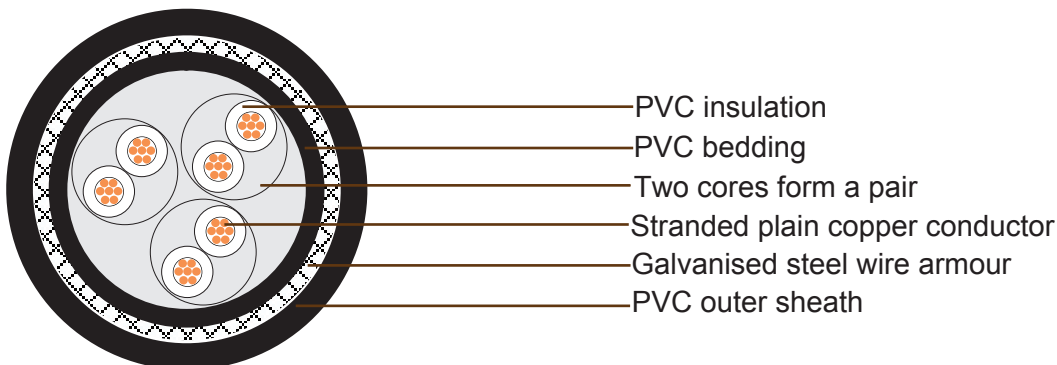 PVC insulation
PVC bedding
Two cores form a pair
Stranded plain copper conductor
Galvanised steel wire armour
PVC outer sheath